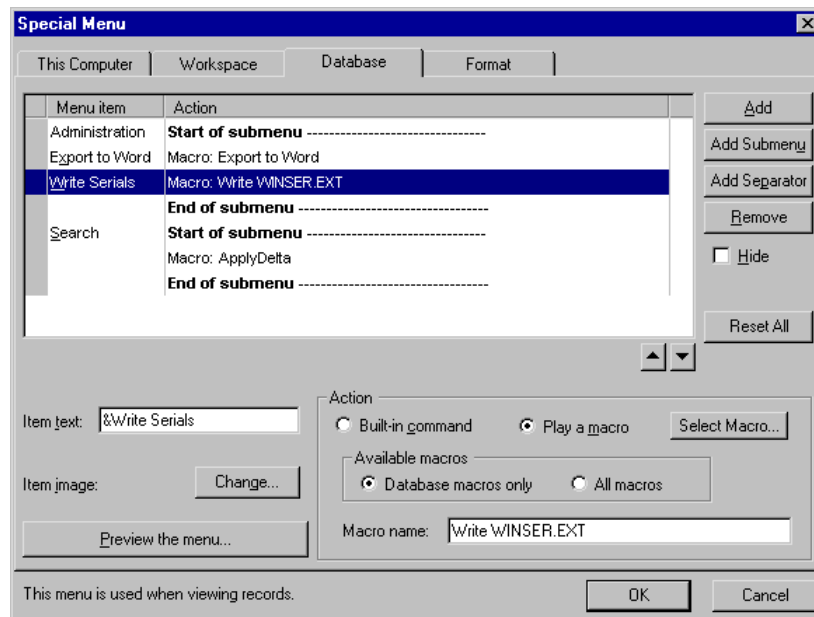 Special Menu
This Computer Workspace Database Format
Menu item Action
Administration Start of submenu ---------------------------------
Export to Word Macro: Export to Word
Write Serials Macro: Write WINSER.EXT
End of submenu -----------------------------------
Search Start of submenu ---------------------------------
Macro: ApplyDelta
End of submenu -----------------------------------
Add
Add Submenu
Add Separator
Remove
Hide
Reset All
Item text: &Write Serials
Item image: Change...
Preview the menu...
Action
Built-in command Play a macro Select Macro...
Available macros
Database macros only All macros
Macro name: Write WINSER.EXT
This menu is used when viewing records. OK Cancel